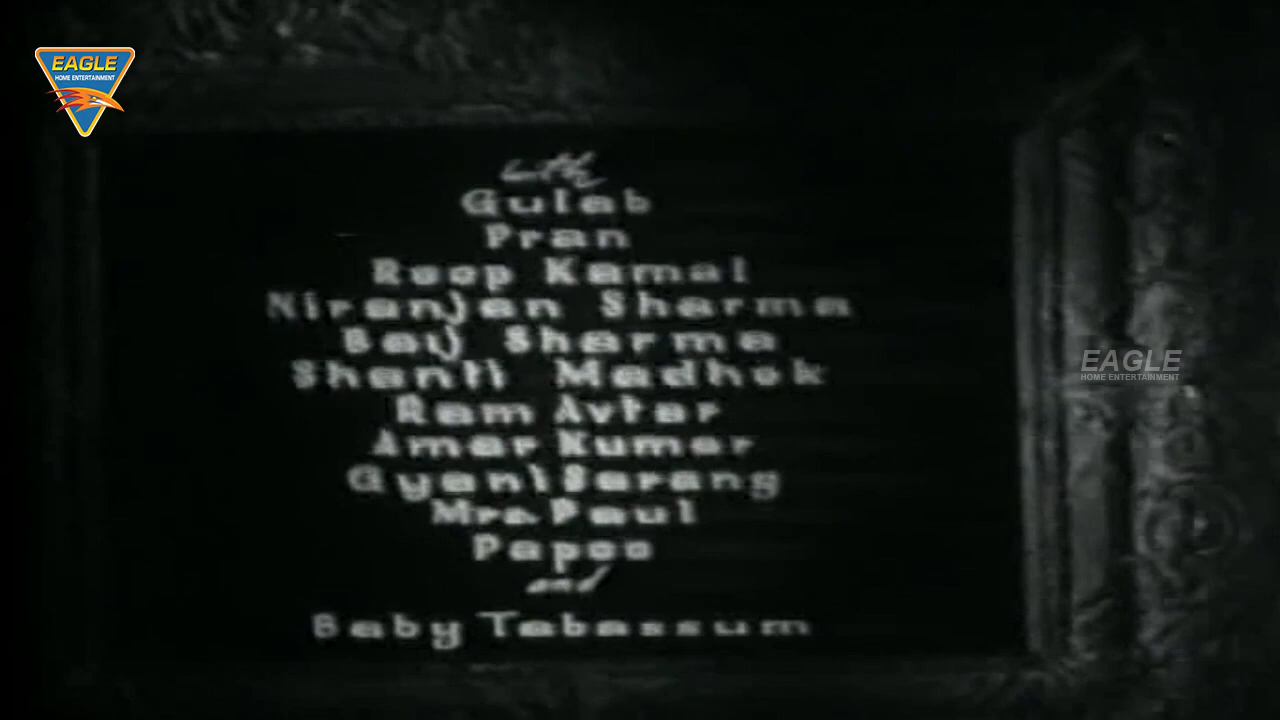 EAGLE
HOME ENTERTAINMENT
with
Gulab
Pran
Roop Kamal
Niranjan Sharma
Baij Sharma
Shanti Madhok
Ram Avtar
Amar Kumar
Gyani Sarang
Mrs. Paul
Papoo
and
Baby Tabassum
EAGLE
HOME ENTERTAINMENT